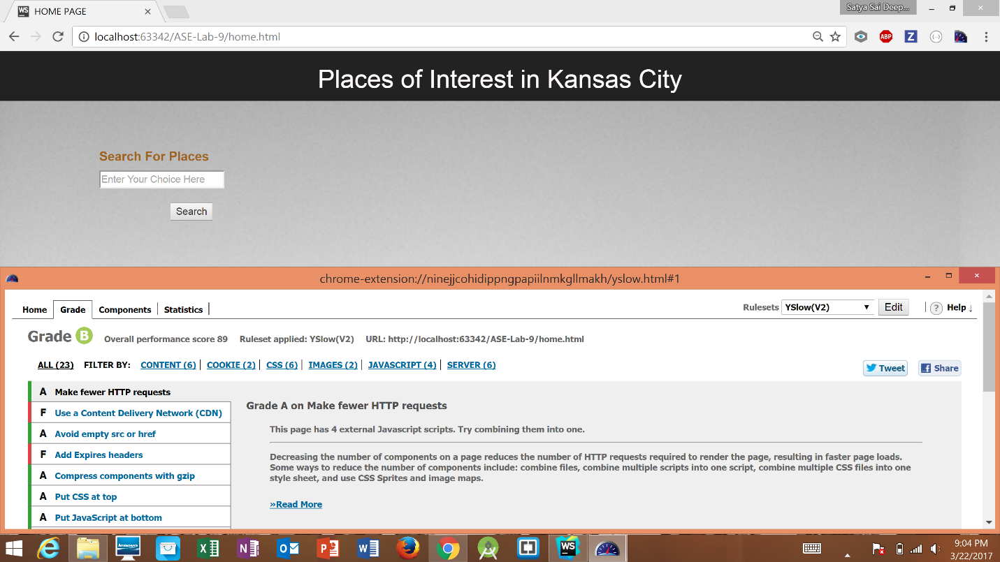 WS HOME PAGE
Satya Sai Deep...
localhost:63342/ASE-Lab-9/home.html
ABP
Z
Places of Interest in Kansas City
Search For Places
Enter Your Choice Here
Search
chrome-extension://ninejjcohidippngpapiilnmkgllmakh/yslow.html#1
Home Grade Components Statistics
Rulesets YSlow(V2) Edit ? Help ↓
Grade B Overall performance score 89 Ruleset applied: YSlow(V2) URL: http://localhost:63342/ASE-Lab-9/home.html
ALL (23) FILTER BY: CONTENT (6) COOKIE (2) CSS (6) IMAGES (2) JAVASCRIPT (4) SERVER (6)
Tweet Share
A Make fewer HTTP requests
F Use a Content Delivery Network (CDN)
A Avoid empty src or href
F Add Expires headers
A Compress components with gzip
A Put CSS at top
A Put JavaScript at bottom
Grade A on Make fewer HTTP requests
This page has 4 external Javascript scripts. Try combining them into one.
Decreasing the number of components on a page reduces the number of HTTP requests required to render the page, resulting in faster page loads.
Some ways to reduce the number of components include: combine files, combine multiple scripts into one script, combine multiple CSS files into one
style sheet, and use CSS Sprites and image maps.
»Read More
lenovo
WS
9:04 PM
3/22/2017